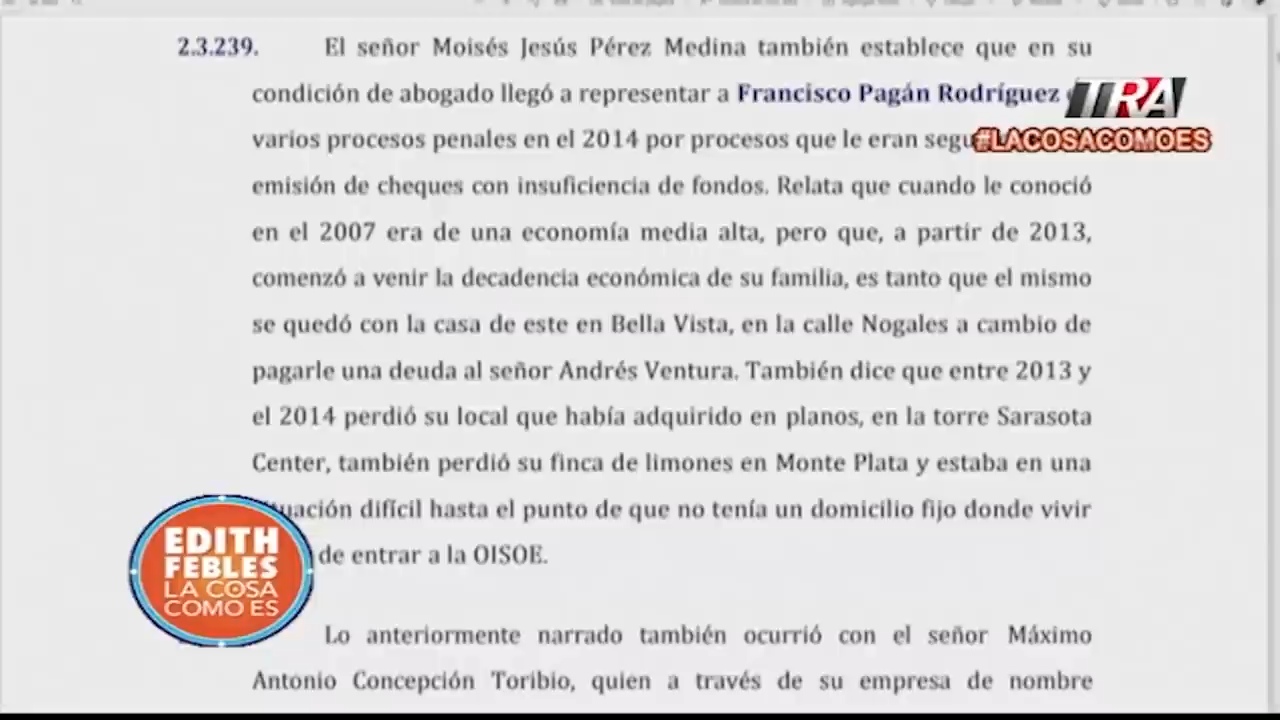 2.3.239. El señor Moisés Jesús Pérez Medina también establece que en su
condición de abogado llegó a representar a Francisco Pagán Rodríguez
TRA
varios procesos penales en el 2014 por procesos que le eran
#LACOSACOMOES
emisión de cheques con insuficiencia de fondos. Relata que cuando le conoció
en el 2007 era de una economía media alta, pero que, a partir de 2013,
comenzó a venir la decadencia económica de su familia, es tanto que el mismo
se quedó con la casa de este en Bella Vista, en la calle Nogales a cambio de
pagarle una deuda al señor Andrés Ventura. También dice que entre 2013 y
el 2014 perdió su local que había adquirido en planos, en la torre Sarasota
Center, también perdió su finca de limones en Monte Plata y estaba en una
difícil hasta el punto de que no tenía un domicilio fijo donde vivir
de entrar a la OISOE.
EDITH
FEBLES
LA COSA
COMO ES
Lo anteriormente narrado también ocurrió con el señor Máximo
Antonio Concepción Toribio, quien a través de su empresa de nombre